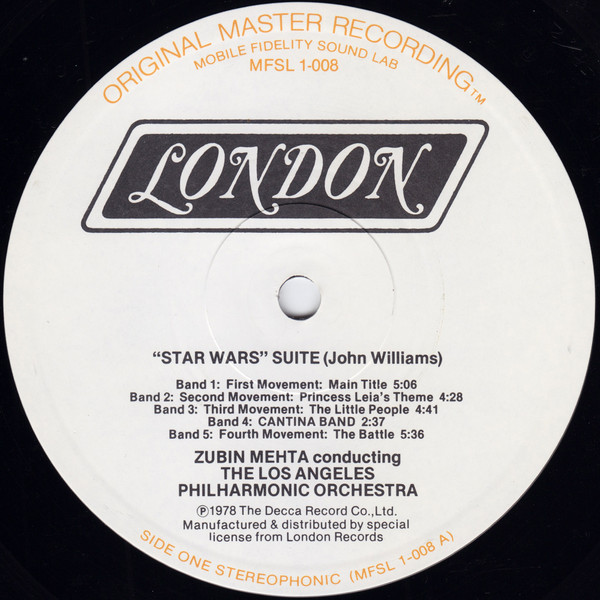 ORIGINAL MASTER RECORDING™
MOBILE FIDELITY SOUND LAB
MFSL 1-008
LONDON
“STAR WARS” SUITE (John Williams)
Band 1: First Movement: Main Title 5:06
Band 2: Second Movement: Princess Leia's Theme 4:28
Band 3: Third Movement: The Little People 4:41
Band 4: CANTINA BAND 2:37
Band 5: Fourth Movement: The Battle 5:36
ZUBIN MEHTA conducting
THE LOS ANGELES
PHILHARMONIC ORCHESTRA
Ⓟ1978 The Decca Record Co.,Ltd.
Manufactured & distributed by special
license from London Records
SIDE ONE STEREOPHONIC (MFSL 1-008 A)